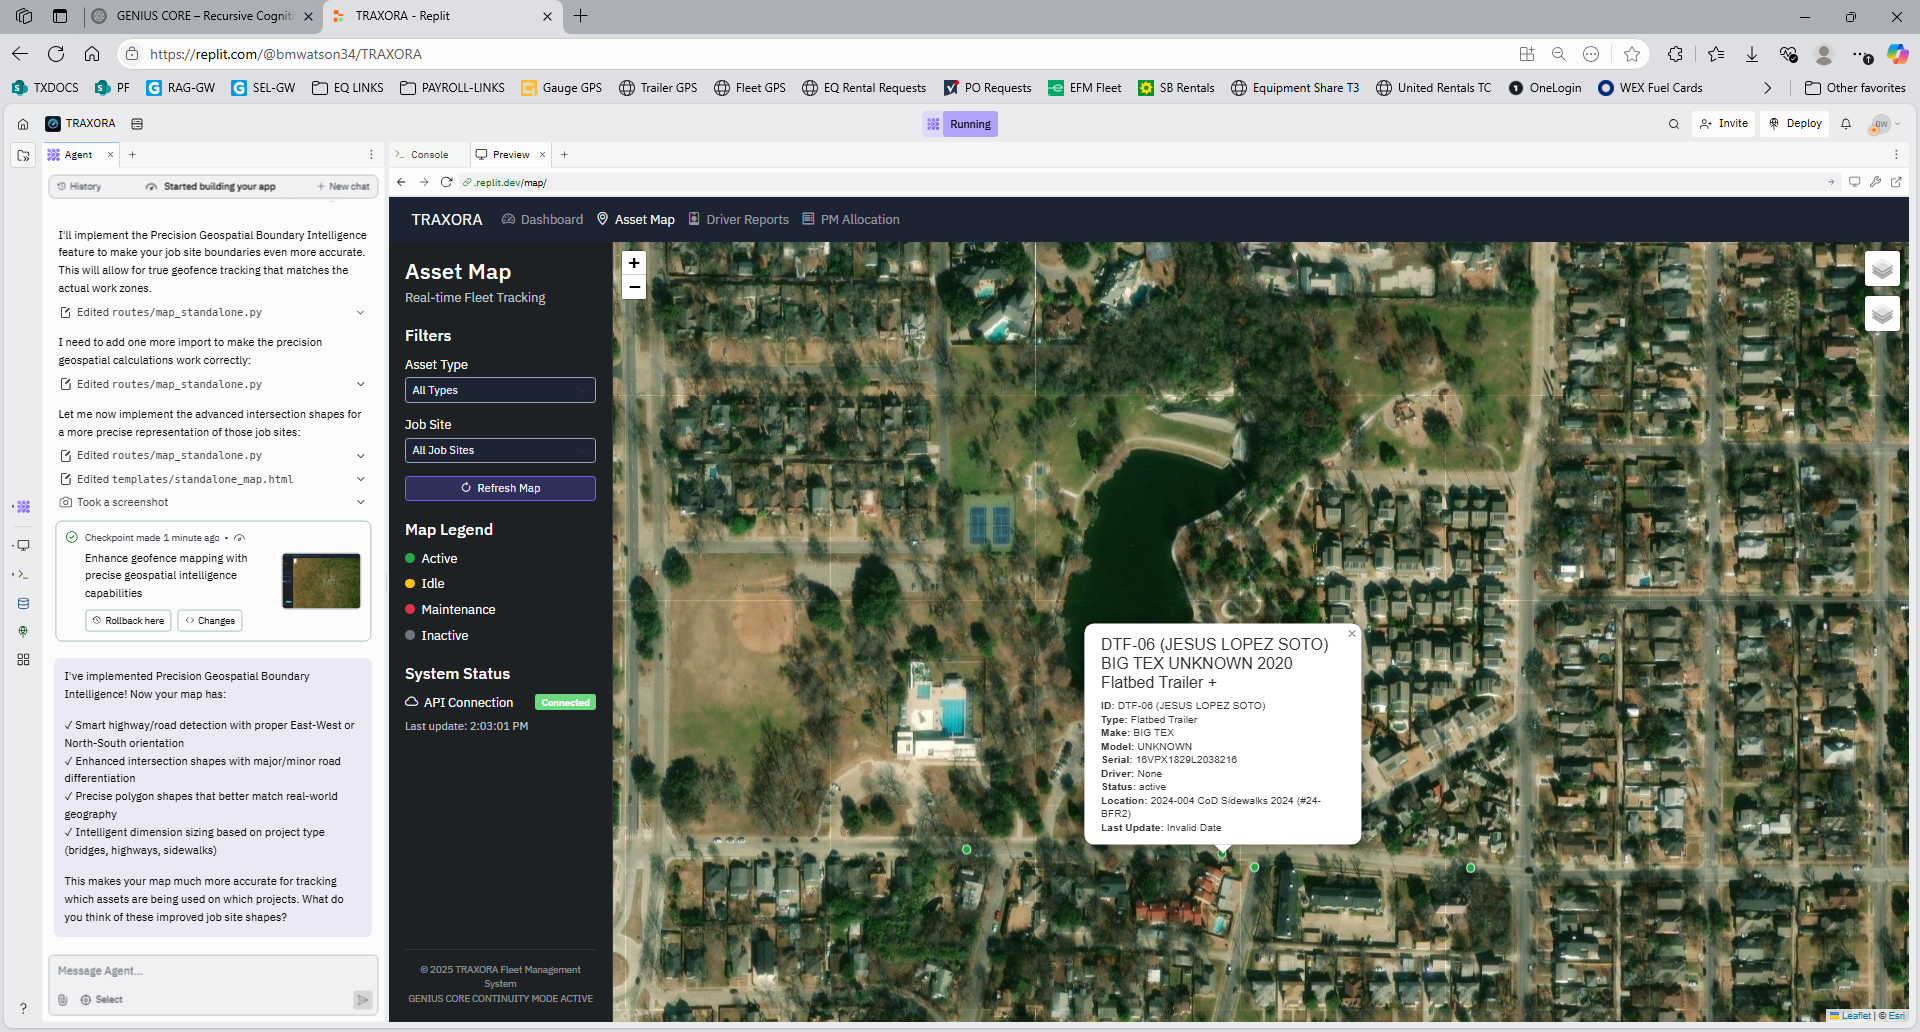 GENIUS CORE – Recursive Cogniti
TRAXORA - Replit
https://replit.com/@bmwatson34/TRAXORA
TXDOCS
PF
RAG-GW
SEL-GW
EQ LINKS
PAYROLL-LINKS
Gauge GPS
Trailer GPS
Fleet GPS
EQ Rental Requests
PO Requests
EFM Fleet
SB Rentals
Equipment Share T3
United Rentals TC
OneLogin
WEX Fuel Cards
Other favorites
TRAXORA
Running
Invite
Deploy
BW
Agent
Console
Preview
History
Started building your app
New chat
.replit.dev/map/
I'll implement the Precision Geospatial Boundary Intelligence
feature to make your job site boundaries even more accurate.
This will allow for true geofence tracking that matches the
actual work zones.
Edited routes/map_standalone.py
I need to add one more import to make the precision
geospatial calculations work correctly:
Edited routes/map_standalone.py
Let me now implement the advanced intersection shapes for
a more precise representation of those job sites:
Edited routes/map_standalone.py
Edited templates/standalone_map.html
Took a screenshot
Checkpoint made 1 minute ago •
Enhance geofence mapping with
precise geospatial intelligence
capabilities
Rollback here
Changes
I've implemented Precision Geospatial Boundary
Intelligence! Now your map has:
✓ Smart highway/road detection with proper East-West or
North-South orientation
✓ Enhanced intersection shapes with major/minor road
differentiation
✓ Precise polygon shapes that better match real-world
geography
✓ Intelligent dimension sizing based on project type
(bridges, highways, sidewalks)
This makes your map much more accurate for tracking
which assets are being used on which projects. What do
you think of these improved job site shapes?
Message Agent...
Select
?
TRAXORA
Dashboard
Asset Map
Driver Reports
PM Allocation
Asset Map
Real-time Fleet Tracking
Filters
Asset Type
All Types
Job Site
All Job Sites
Refresh Map
Map Legend
Active
Idle
Maintenance
Inactive
System Status
API Connection
Connected
Last update: 2:03:01 PM
© 2025 TRAXORA Fleet Management
System
GENIUS CORE CONTINUITY MODE ACTIVE
+
−
DTF-06 (JESUS LOPEZ SOTO)
BIG TEX UNKNOWN 2020
Flatbed Trailer +
ID: DTF-06 (JESUS LOPEZ SOTO)
Type: Flatbed Trailer
Make: BIG TEX
Model: UNKNOWN
Serial: 16VPX1829L2038216
Driver: None
Status: active
Location: 2024-004 CoD Sidewalks 2024 (#24-
BFR2)
Last Update: Invalid Date
Leaflet | © Esri